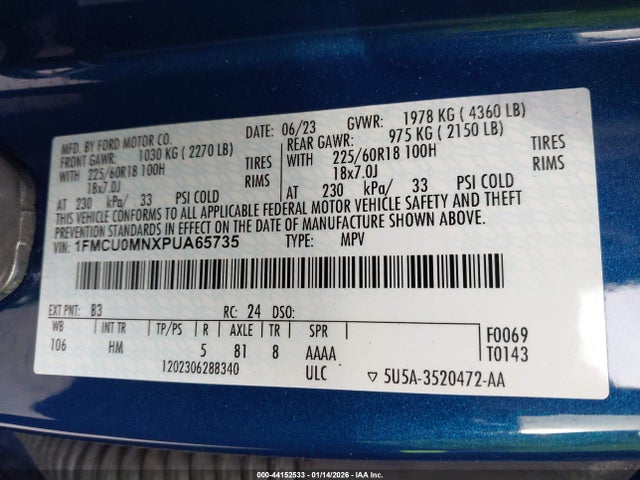 MFD. BY FORD MOTOR CO.
DATE: 06/23 GVWR: 1978 KG ( 4360 LB)
FRONT GAWR: 1030 KG ( 2270 LB)
REAR GAWR: 975 KG ( 2150 LB)
WITH 225/60R18 100H TIRES
WITH 225/60R18 100H TIRES
18x7.0J RIMS
18x7.0J RIMS
AT 230 kPa/ 33 PSI COLD
AT 230 kPa/ 33 PSI COLD
THIS VEHICLE CONFORMS TO ALL APPLICABLE FEDERAL MOTOR VEHICLE SAFETY AND THEFT
PREVENTION STANDARDS IN EFFECT ON THE DATE OF MANUFACTURE SHOWN ABOVE.
VIN: 1FMCU0MNXPUA65735 TYPE: MPV
EXT PNT: B3 RC: 24 DSO:
WB INT TR TP/PS R AXLE TR SPR
106 HM 5 81 8 AAAA
F0069
T0143
1202306288340 ULC ▽ 5U5A-3520472-AA
000-44152533 - 01/14/2026 - IAA Inc.